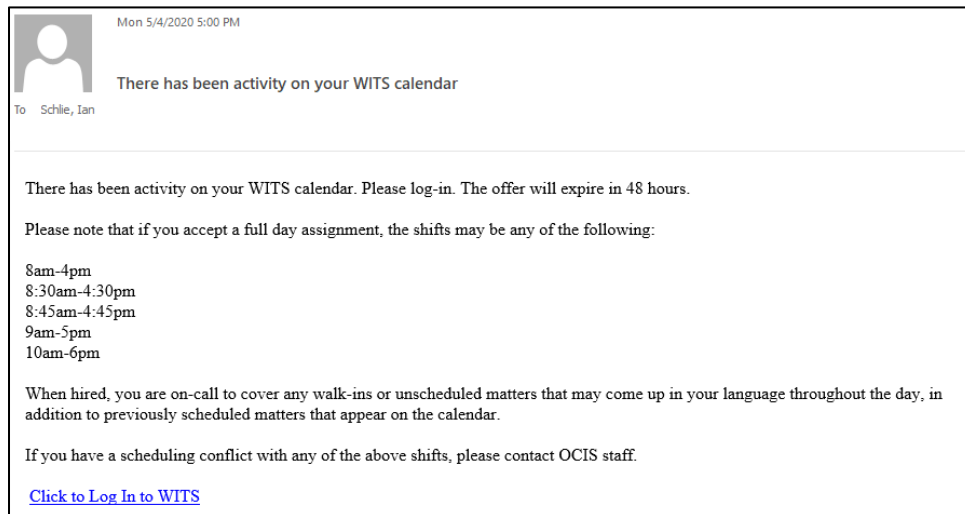 Mon 5/4/2020 5:00 PM
There has been activity on your WITS calendar
To Schlie, Ian
There has been activity on your WITS calendar. Please log-in. The offer will expire in 48 hours.
Please note that if you accept a full day assignment, the shifts may be any of the following:
8am-4pm
8:30am-4:30pm
8:45am-4:45pm
9am-5pm
10am-6pm
When hired, you are on-call to cover any walk-ins or unscheduled matters that may come up in your language throughout the day, in
addition to previously scheduled matters that appear on the calendar.
If you have a scheduling conflict with any of the above shifts, please contact OCIS staff.
Click to Log In to WITS